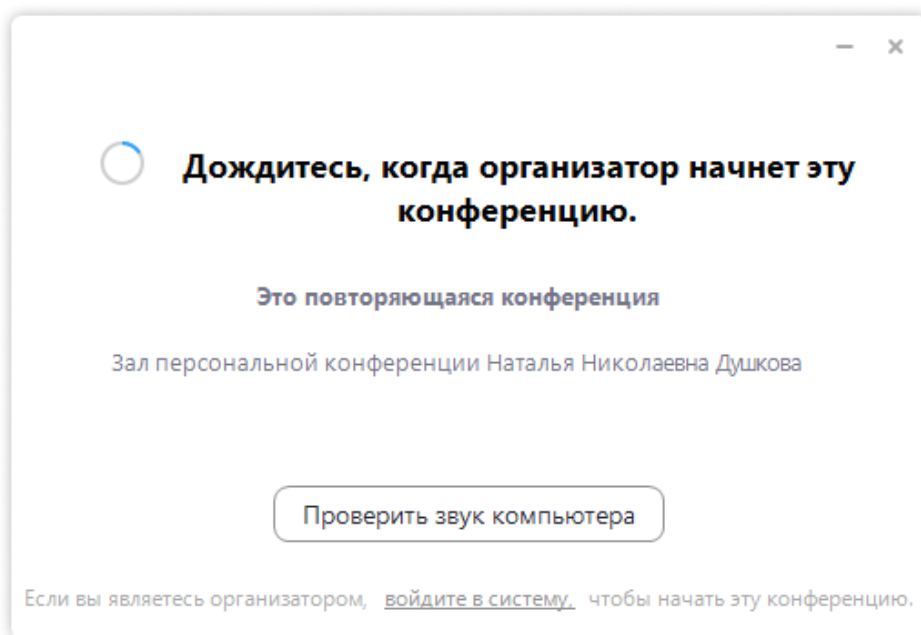 Дождитесь, когда организатор начнет эту
конференцию.
Это повторяющаяся конференция
Зал персональной конференции Наталья Николаевна Душкова
Проверить звук компьютера
Если вы являетесь организатором, войдите в систему, чтобы начать эту конференцию.